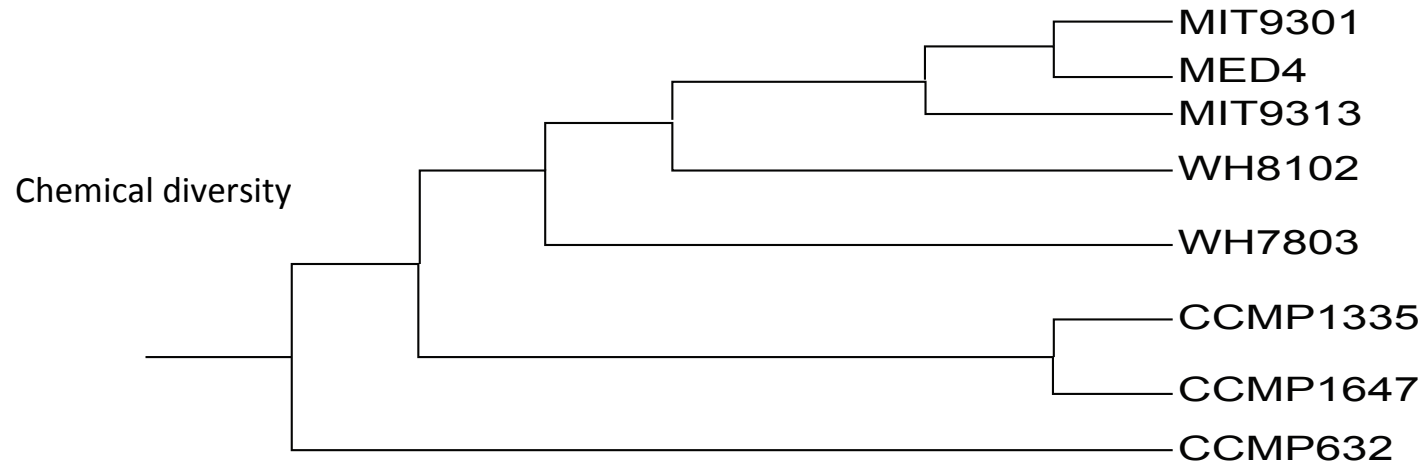 MIT9301
MED4
MIT9313
WH8102
Chemical diversity
WH7803
CCMP1335
CCMP1647
CCMP632